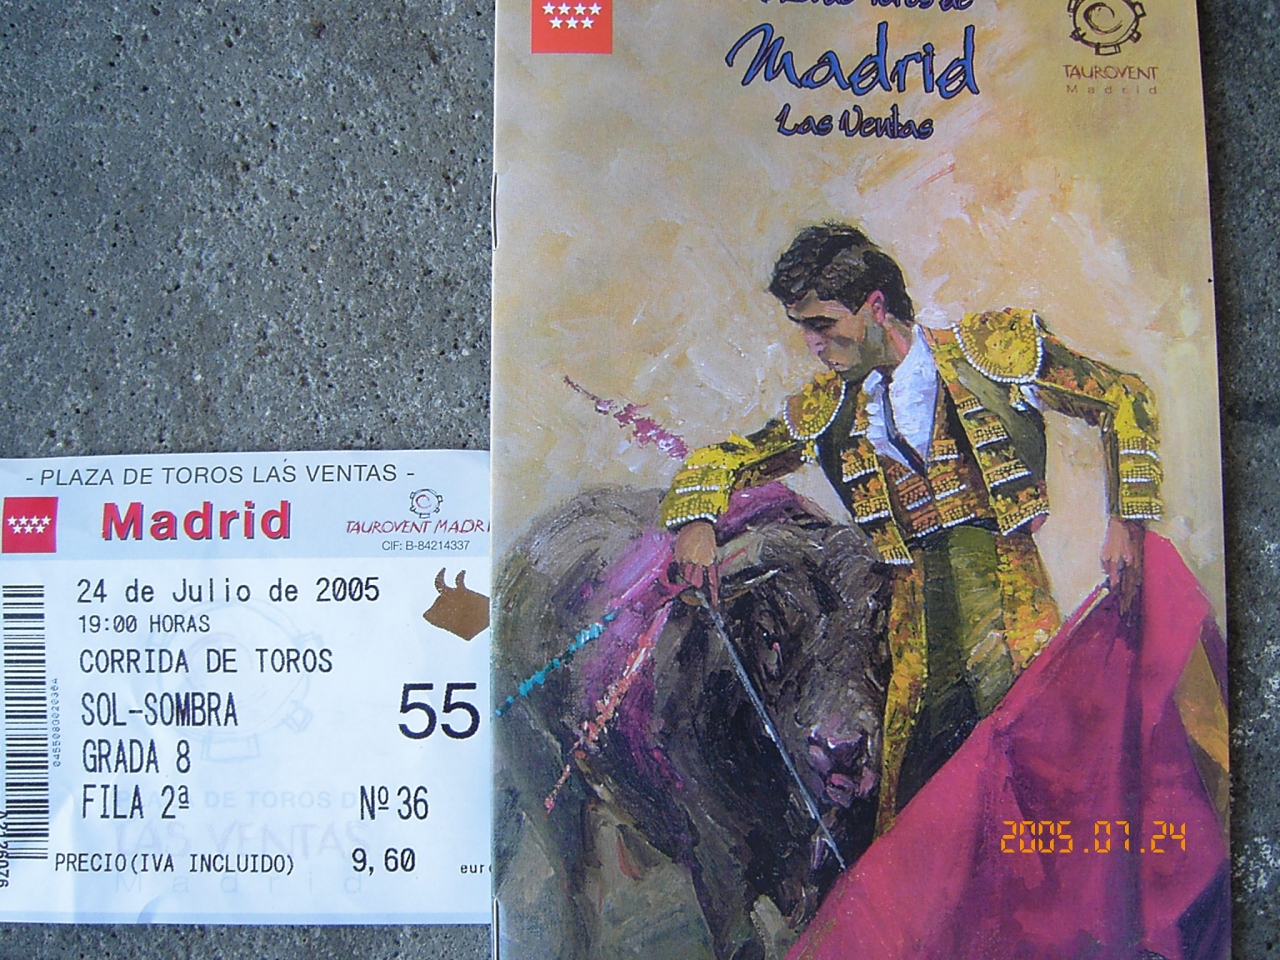 - PLAZA DE TOROS LAS VENTAS -
Madrid
TAUROVENT MADRI
CIF: B-84214337
24 de Julio de 2005
19:00 HORAS
CORRIDA DE TOROS
SOL-SOMBRA
55
GRADA 8
FILA 2ª
Nº 36
PRECIO(IVA INCLUIDO)
9,60
eur
Madrid
Las Ventas
TAUROVENT
Madrid
2005.07.24